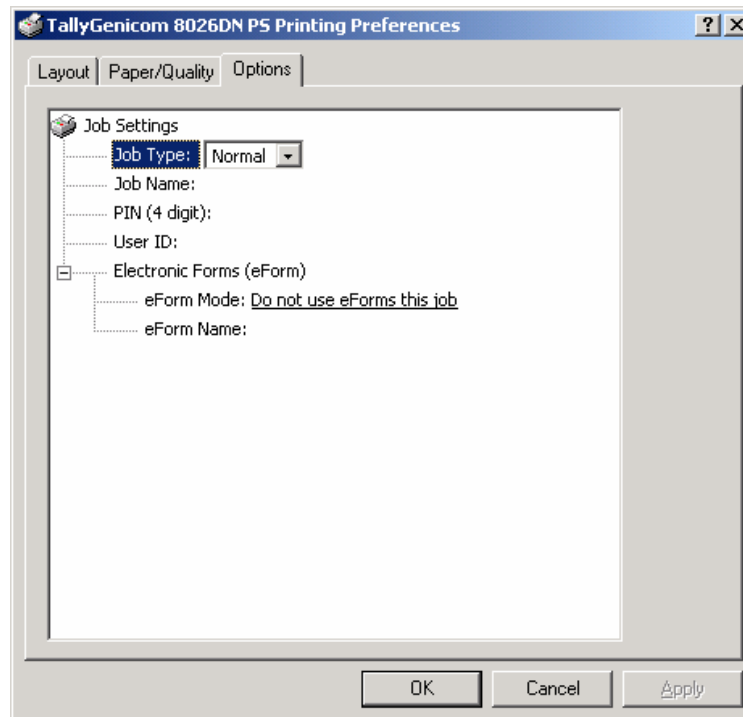 TallyGenicom 8026DN PS Printing Preferences
Layout Paper/Quality Options
Job Settings
Job Type: Normal
Job Name:
PIN (4 digit):
User ID:
Electronic Forms (eForm)
eForm Mode: Do not use eForms this job
eForm Name:
OK Cancel Apply